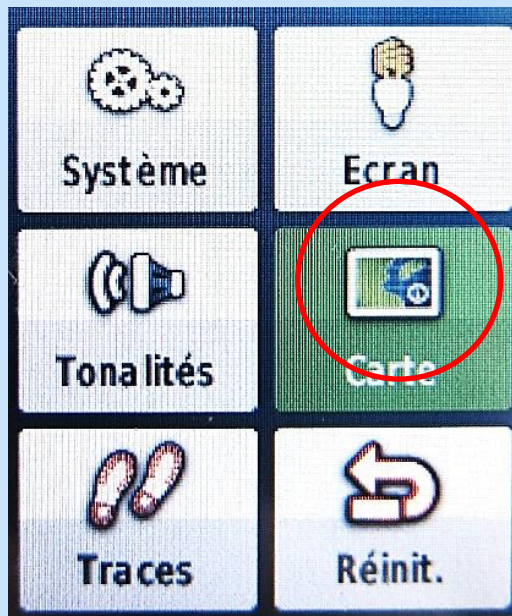 Système
Ecran
Tonalités
Carte
Traces
Réinit.